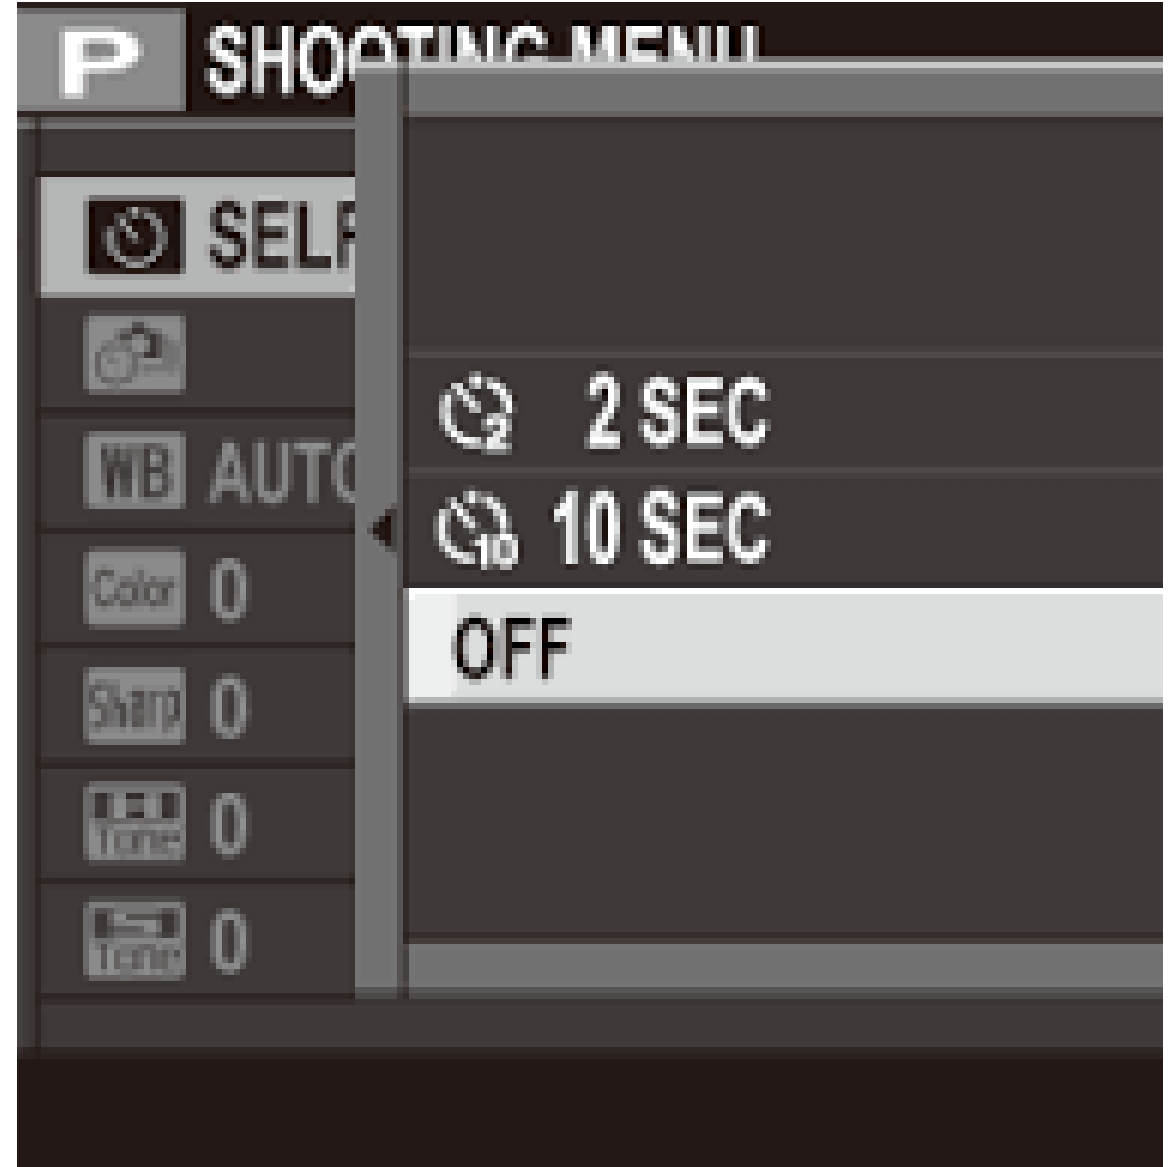 P SHOOTING MENU
SELF
2 SEC
WB AUTO
10 SEC
Color 0
OFF
Sharp 0
Tone 0
Tone 0